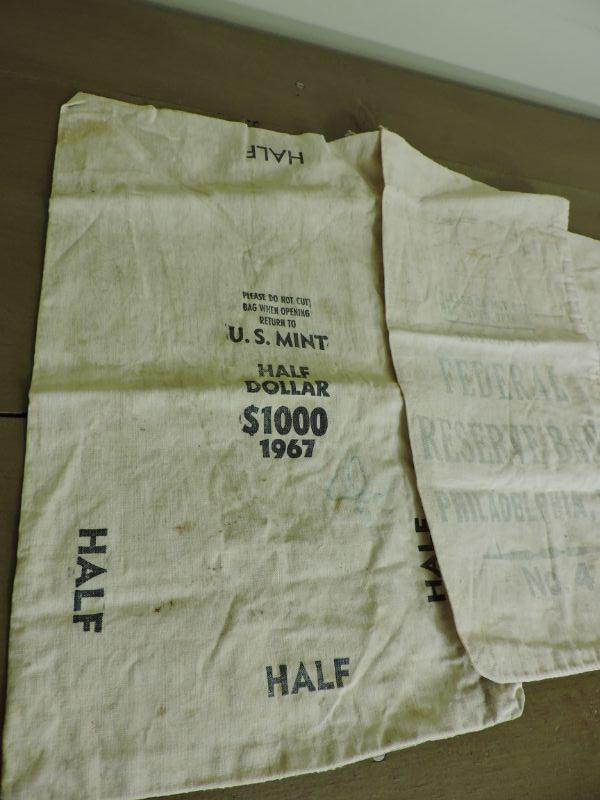 HALF
PLEASE DO NOT CUT
BAG WHEN OPENING
RETURN TO
U.S. MINT
HALF
DOLLAR
$1000
1967
HALF
HALF
HALF
FEDERAL
RESERVE BA
PHILADELPHIA,
No. 4